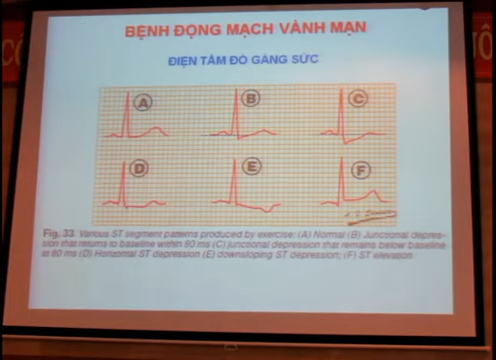 BỆNH ĐỘNG MẠCH VÀNH MẠN
ĐIỆN TÂM ĐỒ GẮNG SỨC
A
B
C
D
E
F
Fig. 33 Various ST segment patterns produced by exercise: (A) Normal (B) Junctional depres-
sion that returns to baseline within 80 ms (C) junctional depression that remains below baseline
at 80 ms (D) Horizontal ST depression (E) downsloping ST depression; (F) ST elevation